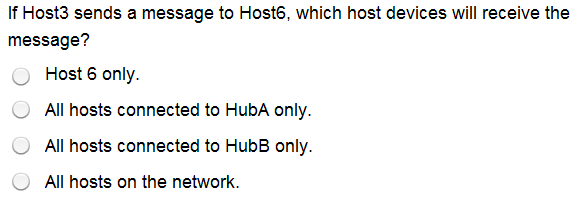 If Host3 sends a message to Host6, which host devices will receive the
message?
Host 6 only.
All hosts connected to HubA only.
All hosts connected to HubB only.
All hosts on the network.